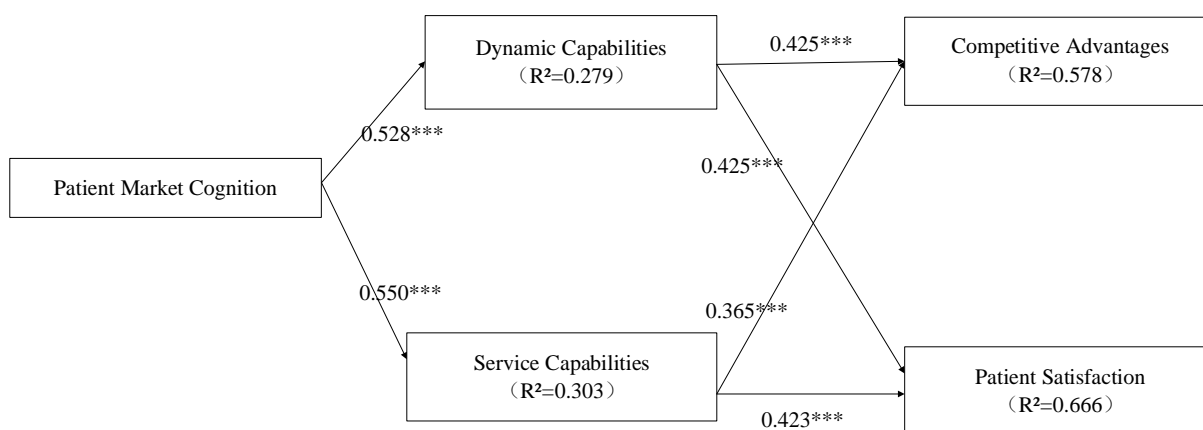 Dynamic Capabilities
（R²=0.279）
0.425***
Competitive Advantages
（R²=0.578）
0.528***
0.425***
Patient Market Cognition
0.550***
0.365***
Service Capabilities
（R²=0.303）
0.423***
Patient Satisfaction
（R²=0.666）